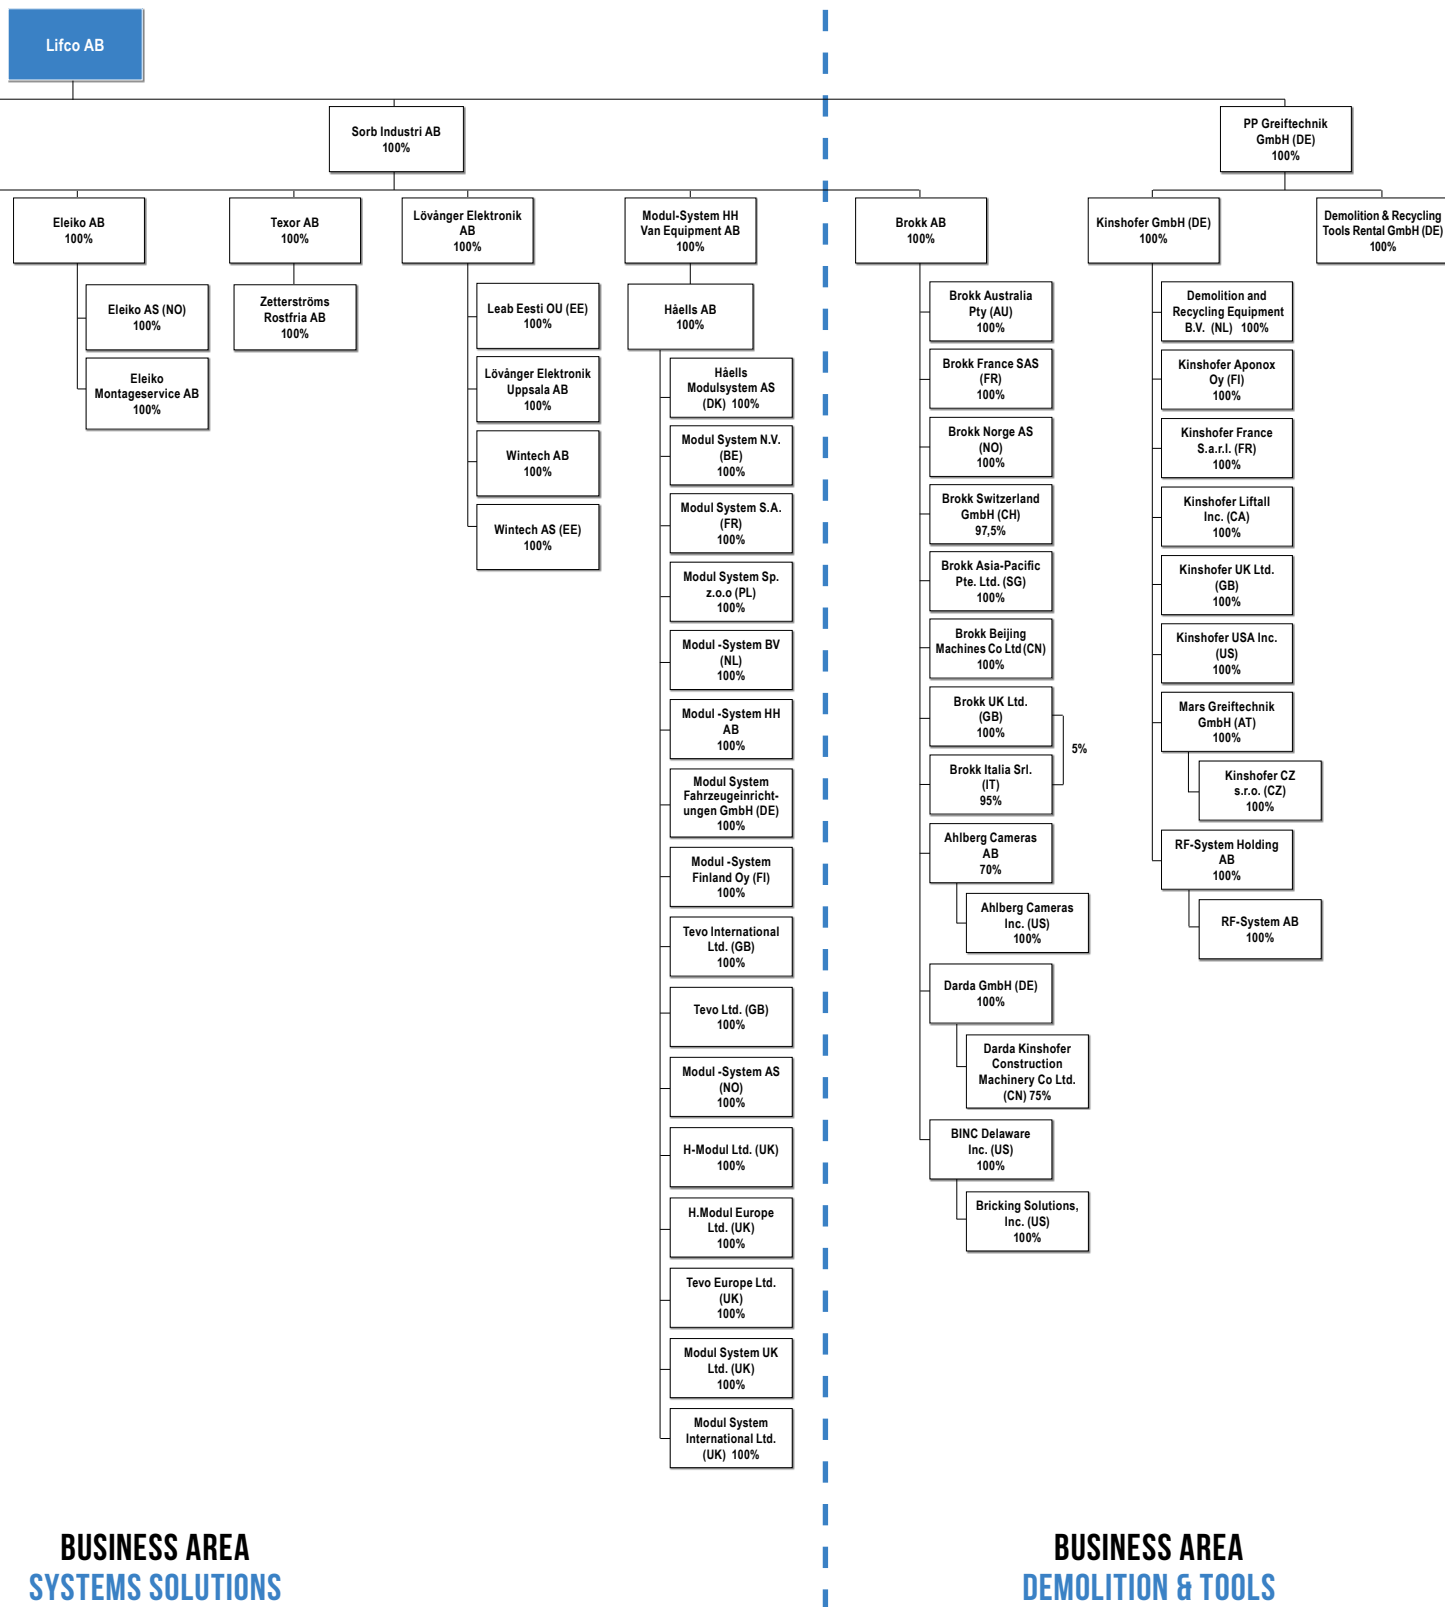 Lifco AB
Sorb Industri AB
100%
PP Greiftechnik
GmbH (DE)
100%
Eleiko AB
100%
Texor AB
100%
Lövånger Elektronik
AB
100%
Modul-System HH
Van Equipment AB
100%
Brokk AB
100%
Kinshofer GmbH (DE)
100%
Demolition & Recycling
Tools Rental GmbH (DE)
100%
Eleiko AS (NO)
100%
Eleiko
Montageservice AB
100%
Zetterströms
Rostfria AB
100%
Leab Eesti OU (EE)
100%
Lövånger Elektronik
Uppsala AB
100%
Wintech AB
100%
Wintech AS (EE)
100%
Håells AB
100%
Håells
Modulsystem AS
(DK) 100%
Modul System N.V.
(BE)
100%
Modul System S.A.
(FR)
100%
Modul System Sp.
z.o.o (PL)
100%
Modul -System BV
(NL)
100%
Modul -System HH
AB
100%
Modul System
Fahrzeugeinricht-
ungen GmbH (DE)
100%
Modul -System
Finland Oy (FI)
100%
Tevo International
Ltd. (GB)
100%
Tevo Ltd. (GB)
100%
Modul -System AS
(NO)
100%
H-Modul Ltd. (UK)
100%
H.Modul Europe
Ltd. (UK)
100%
Tevo Europe Ltd.
(UK)
100%
Modul System UK
Ltd. (UK)
100%
Modul System
International Ltd.
(UK) 100%
Brokk Australia
Pty (AU)
100%
Brokk France SAS
(FR)
100%
Brokk Norge AS
(NO)
100%
Brokk Switzerland
GmbH (CH)
97,5%
Brokk Asia-Pacific
Pte. Ltd. (SG)
100%
Brokk Beijing
Machines Co Ltd (CN)
100%
Brokk UK Ltd.
(GB)
100%
5%
Brokk Italia Srl.
(IT)
95%
Ahlberg Cameras
AB
70%
Ahlberg Cameras
Inc. (US)
100%
Darda GmbH (DE)
100%
Darda Kinshofer
Construction
Machinery Co Ltd.
(CN) 75%
BINC Delaware
Inc. (US)
100%
Bricking Solutions,
Inc. (US)
100%
Demolition and
Recycling Equipment
B.V. (NL) 100%
Kinshofer Aponox
Oy (FI)
100%
Kinshofer France
S.a.r.l. (FR)
100%
Kinshofer Liftall
Inc. (CA)
100%
Kinshofer UK Ltd.
(GB)
100%
Kinshofer USA Inc.
(US)
100%
Mars Greiftechnik
GmbH (AT)
100%
Kinshofer CZ
s.r.o. (CZ)
100%
RF-System Holding
AB
100%
RF-System AB
100%
BUSINESS AREA
SYSTEMS SOLUTIONS
BUSINESS AREA
DEMOLITION & TOOLS